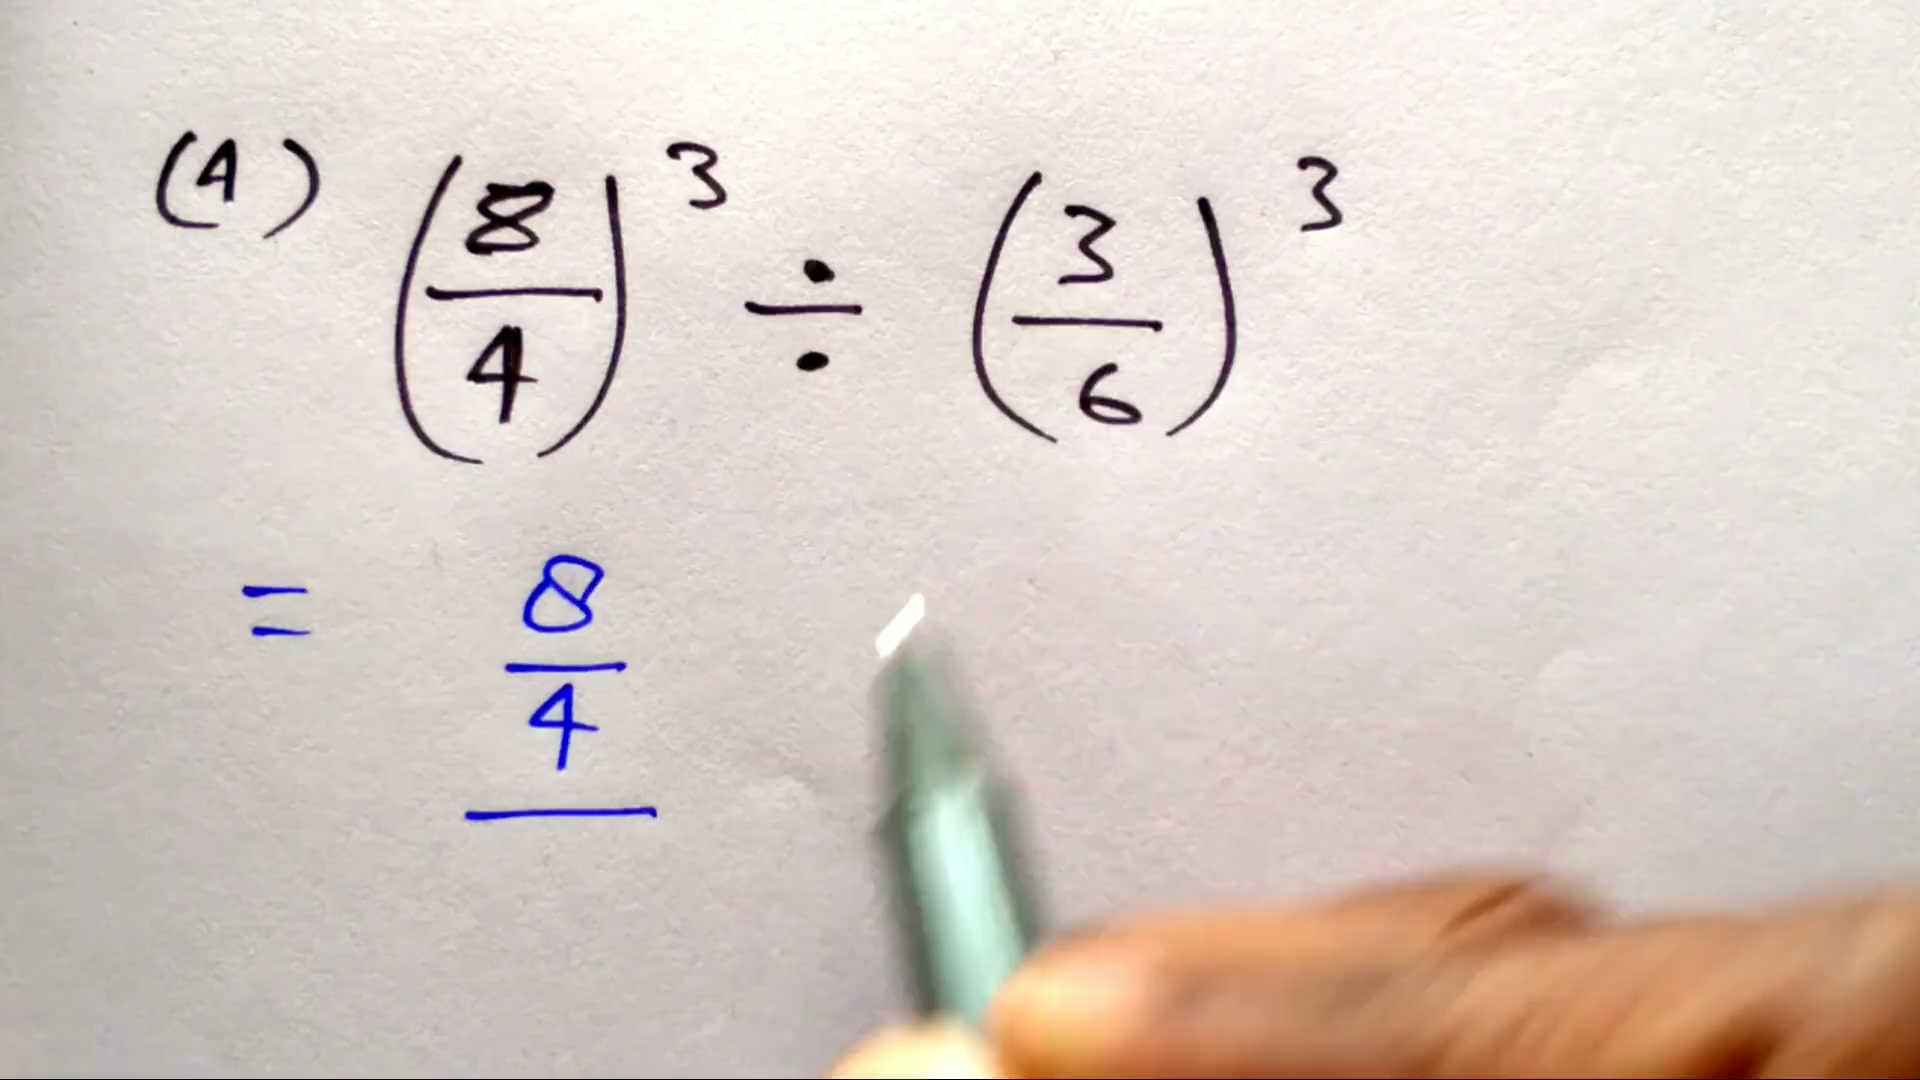 (4) (8/4)³ ÷ (3/6)³
= 8/4